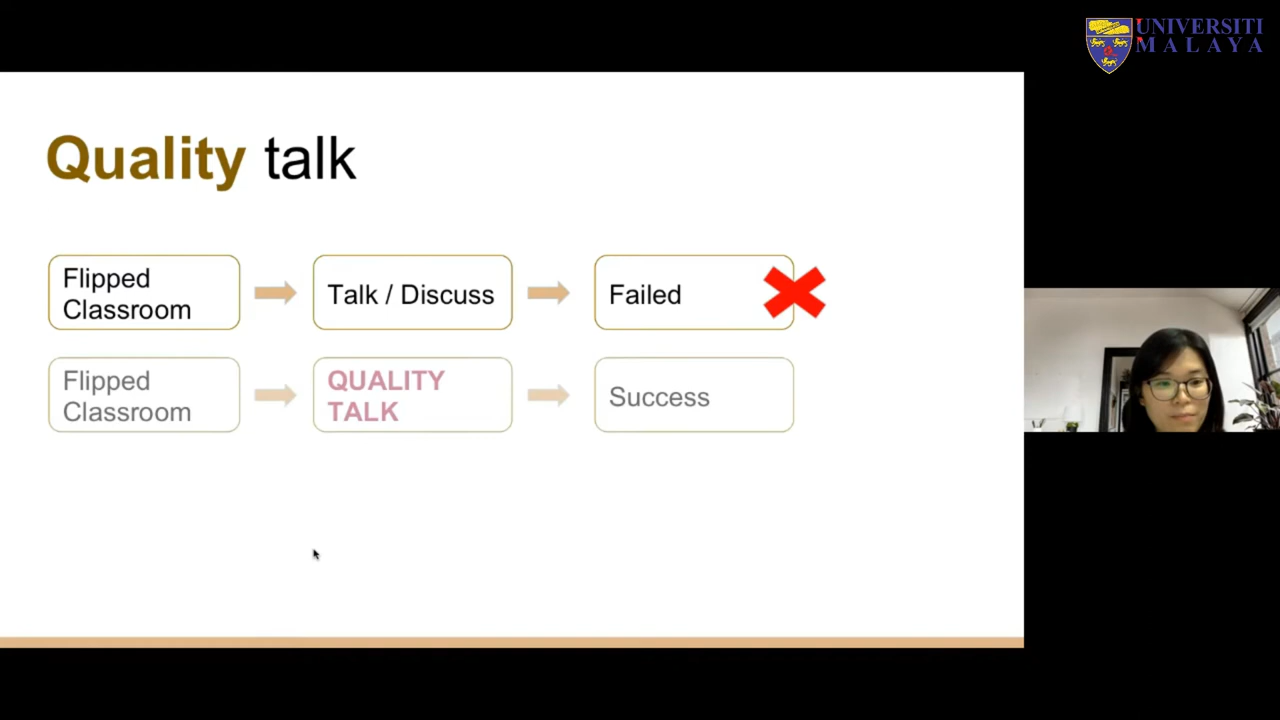 UNIVERSITI
MALAYA
Quality talk
Flipped
Classroom
Talk / Discuss
Failed
Flipped
Classroom
QUALITY
TALK
Success